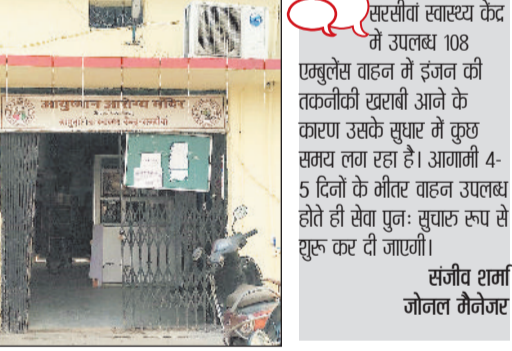 आयुष्मान आरोग्य मंदिर
सरसीवां स्वास्थ्य केंद्र
में उपलब्ध 108
एम्बुलेंस वाहन में इंजन की
तकनीकी खराबी आने के
कारण उसके सुधार में कुछ
समय लग रहा है। आगामी 4-
5 दिनों के भीतर वाहन उपलब्ध
होते ही सेवा पुनः सुचारु रूप से
शुरू कर दी जाएगी।
संजीव शर्मा
जोनल मैनेजर